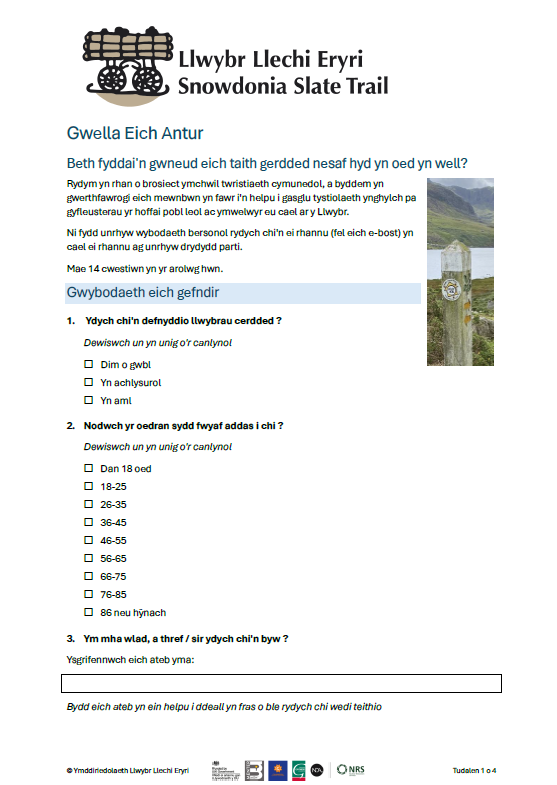 Llwybr Llechi Eryri
Snowdonia Slate Trail
Gwella Eich Antur
Beth fyddai'n gwneud eich taith gerdded nesaf hyd yn oed yn well?
Rydym yn rhan o brosiect ymchwil twristiaeth cymunedol, a byddem yn
gwerthfawrogi eich mewnbwn yn fawr i'n helpu i gasglu tystiolaeth ynghylch pa
gyfleusterau yr hoffai pobl leol ac ymwelwyr eu cael ar y Llwybr.
Ni fydd unrhyw wybodaeth bersonol rydych chi'n ei rhannu (fel eich e-bost) yn
cael ei rhannu ag unrhyw drydydd parti.
Mae 14 cwestiwn yn yr arolwg hwn.
Gwybodaeth eich gefndir
1. Ydych chi'n defnyddio llwybrau cerdded ?
Dewiswch un yn unig o'r canlynol
☐ Dim o gwbl
☐ Yn achlysurol
☐ Yn aml
2. Nodwch yr oedran sydd fwyaf addas i chi ?
Dewiswch un yn unig o'r canlynol
☐ Dan 18 oed
☐ 18-25
☐ 26-35
☐ 36-45
☐ 46-55
☐ 56-65
☐ 66-75
☐ 76-85
☐ 86 neu hŷnach
3. Ym mha wlad, a thref / sir ydych chi'n byw ?
Ysgrifennwch eich ateb yma:
Bydd eich ateb yn ein helpu i ddeall yn fras o ble rydych chi wedi teithio
© Ymddiriedolaeth Llwybr Llechi Eryri
NDA
NRS
Tudalen 1 o 4